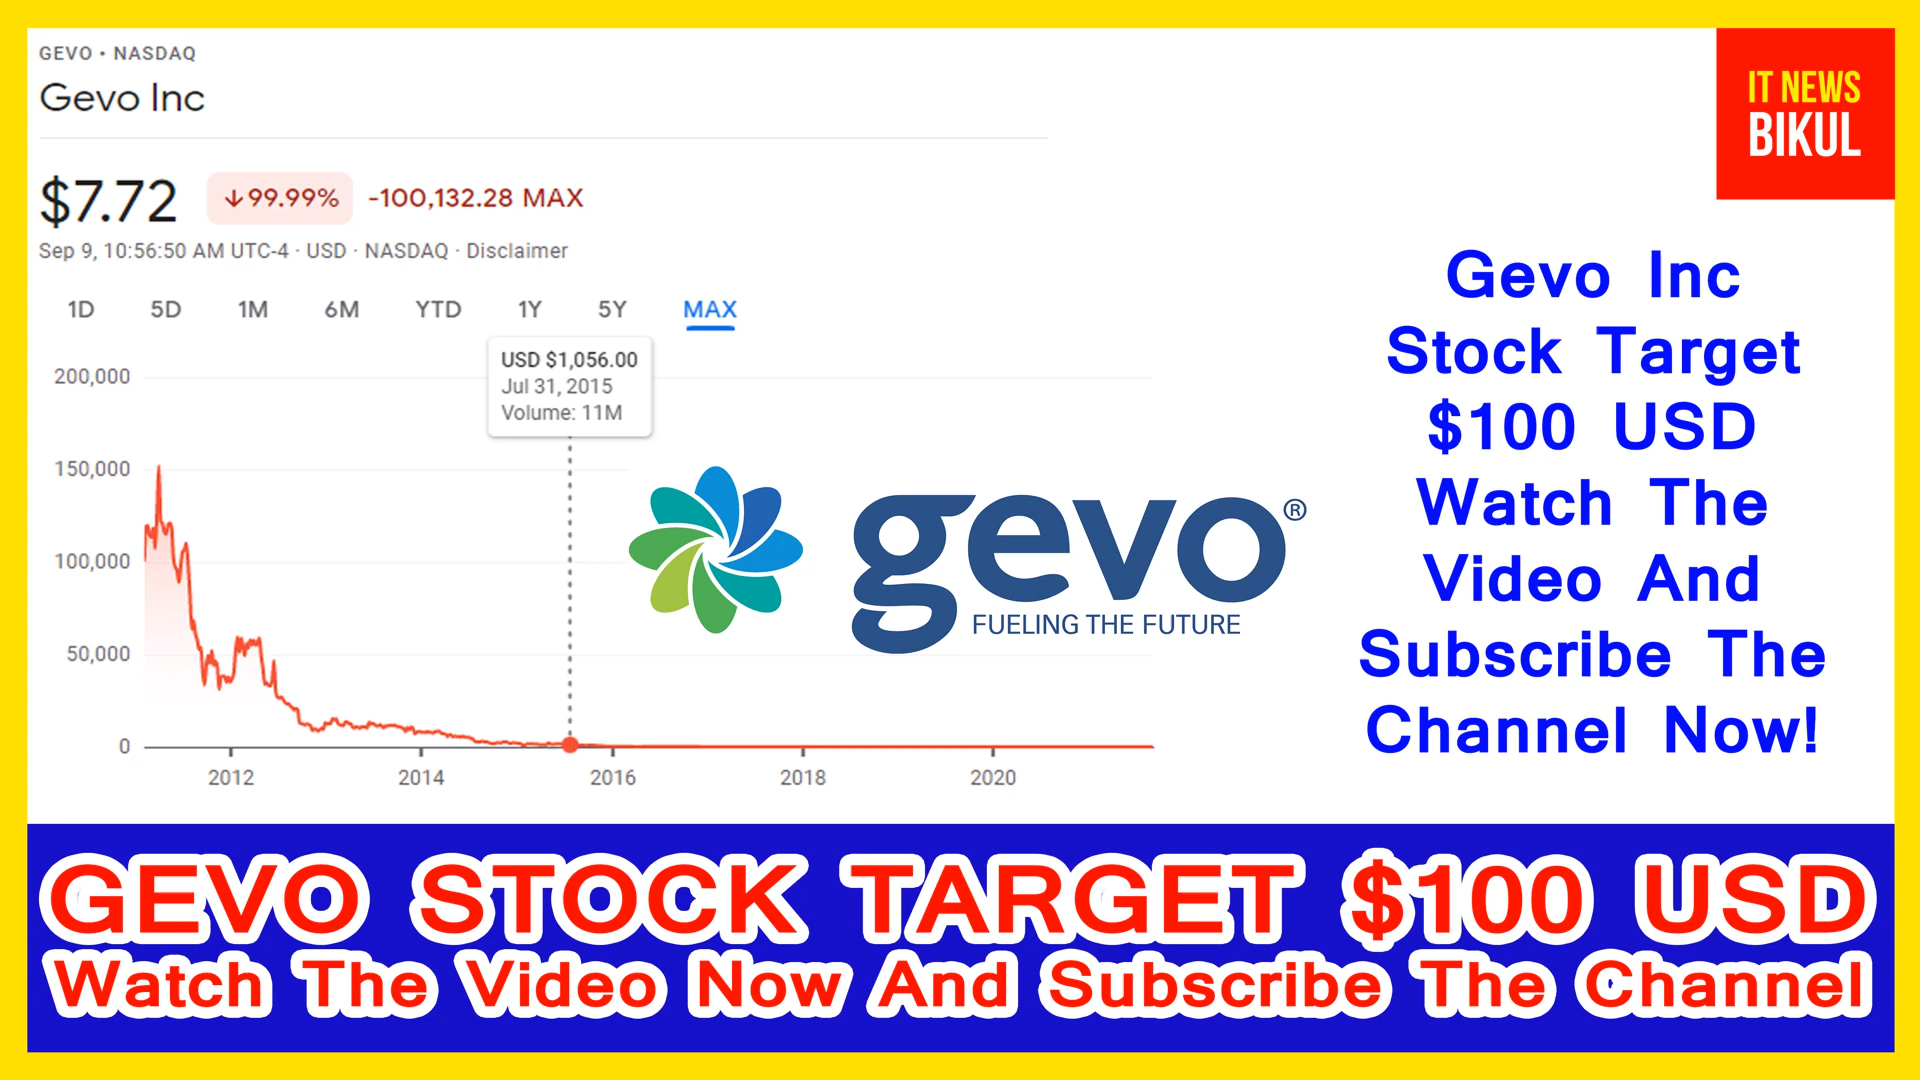 GEVO • NASDAQ
Gevo Inc
$7.72 ↓99.99% -100,132.28 MAX
Sep 9, 10:56:50 AM UTC-4 · USD · NASDAQ · Disclaimer
1D 5D 1M 6M YTD 1Y 5Y MAX
USD $1,056.00
Jul 31, 2015
Volume: 11M
200,000
150,000
100,000
50,000
0
2012 2014 2016 2018 2020
gevo®
FUELING THE FUTURE
IT NEWS
BIKUL
Gevo Inc
Stock Target
$100 USD
Watch The
Video And
Subscribe The
Channel Now!
GEVO STOCK TARGET $100 USD
Watch The Video Now And Subscribe The Channel